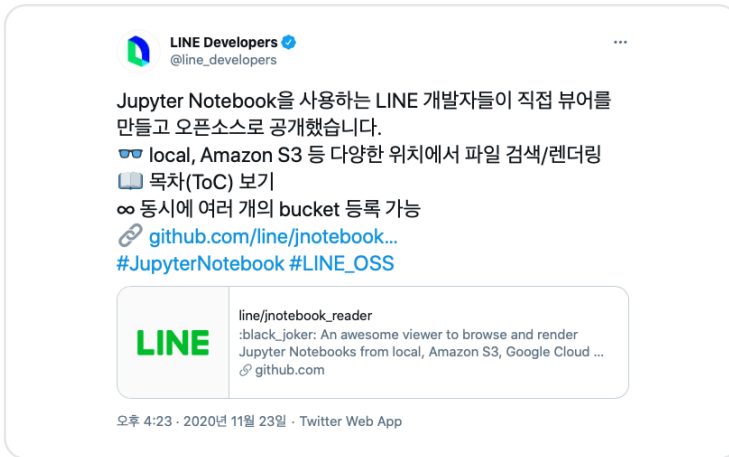 LINE Developers
@line_developers
Jupyter Notebook을 사용하는 LINE 개발자들이 직접 뷰어를
만들고 오픈소스로 공개했습니다.
👓 local, Amazon S3 등 다양한 위치에서 파일 검색/렌더링
📖 목차(ToC) 보기
∞ 동시에 여러 개의 bucket 등록 가능
🔗 github.com/line/jnotebook...
#JupyterNotebook #LINE_OSS
LINE
line/jnotebook_reader
:black_joker: An awesome viewer to browse and render
Jupyter Notebooks from local, Amazon S3, Google Cloud ...
github.com
오후 4:23 · 2020년 11월 23일 · Twitter Web App